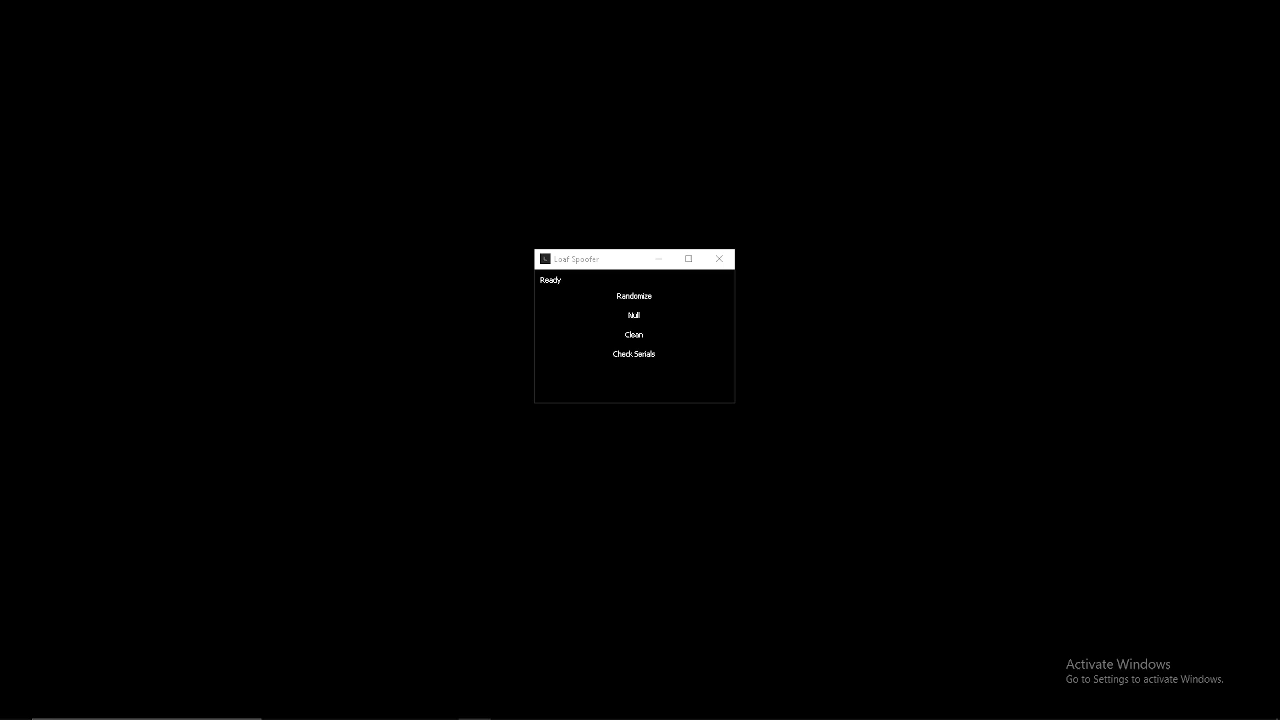 Loaf Spoofer
Ready
Randomize
Null
Clean
Check Serials
Activate Windows
Go to Settings to activate Windows.